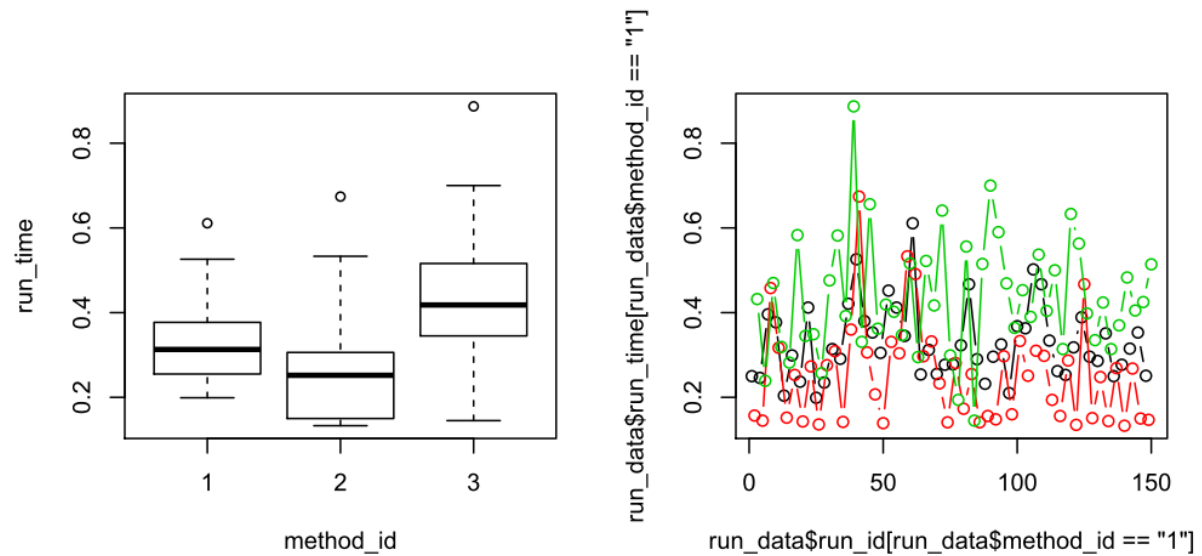 run_time
0.8
0.6
0.4
0.2
1 2 3
method_id
run_data$run_time[run_data$method_id == "1"]
0.8
0.6
0.4
0.2
0 50 100 150
run_data$run_id[run_data$method_id == "1"]